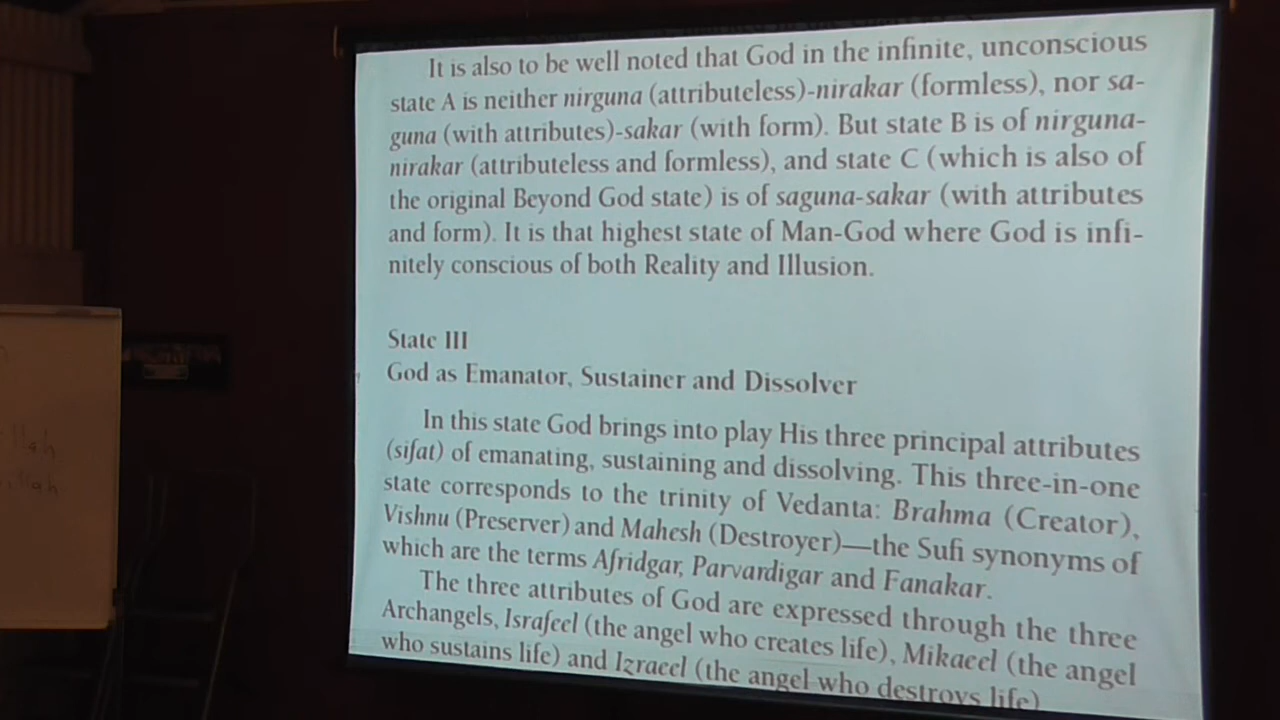 It is also to be well noted that God in the infinite, unconscious
state A is neither nirguna (attributeless)-nirakar (formless), nor sa-
guna (with attributes)-sakar (with form). But state B is of nirguna-
nirakar (attributeless and formless), and state C (which is also of
the original Beyond God state) is of saguna-sakar (with attributes
and form). It is that highest state of Man-God where God is infi-
nitely conscious of both Reality and Illusion.
State III
God as Emanator, Sustainer and Dissolver
In this state God brings into play His three principal attributes
(sifat) of emanating, sustaining and dissolving. This three-in-one
state corresponds to the trinity of Vedanta: Brahma (Creator),
Vishnu (Preserver) and Mahesh (Destroyer)—the Sufi synonyms of
which are the terms Afridgar, Parvardigar and Fanakar.
The three attributes of God are expressed through the three
Archangels, Israfeel (the angel who creates life), Mikaeel (the angel
who sustains life) and Izraeel (the angel who destroys life)